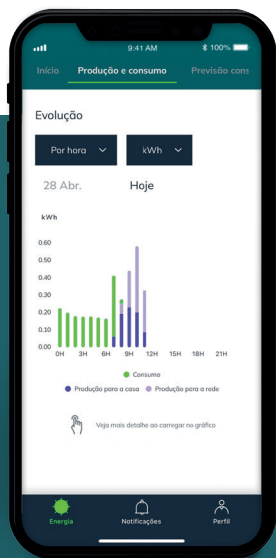 9:41 AM
100%
Início Produção e consumo Previsão cons
Evolução
Por hora kWh
28 Abr. Hoje
kWh
0.60
0.50
0.40
0.30
0.20
0.10
0.00
0H 3H 6H 9H 12H 15H 18H 21H
Consumo
Produção para a casa Produção para a rede
Veja mais detalhe ao carregar no gráfico
Energia Notificações Perfil